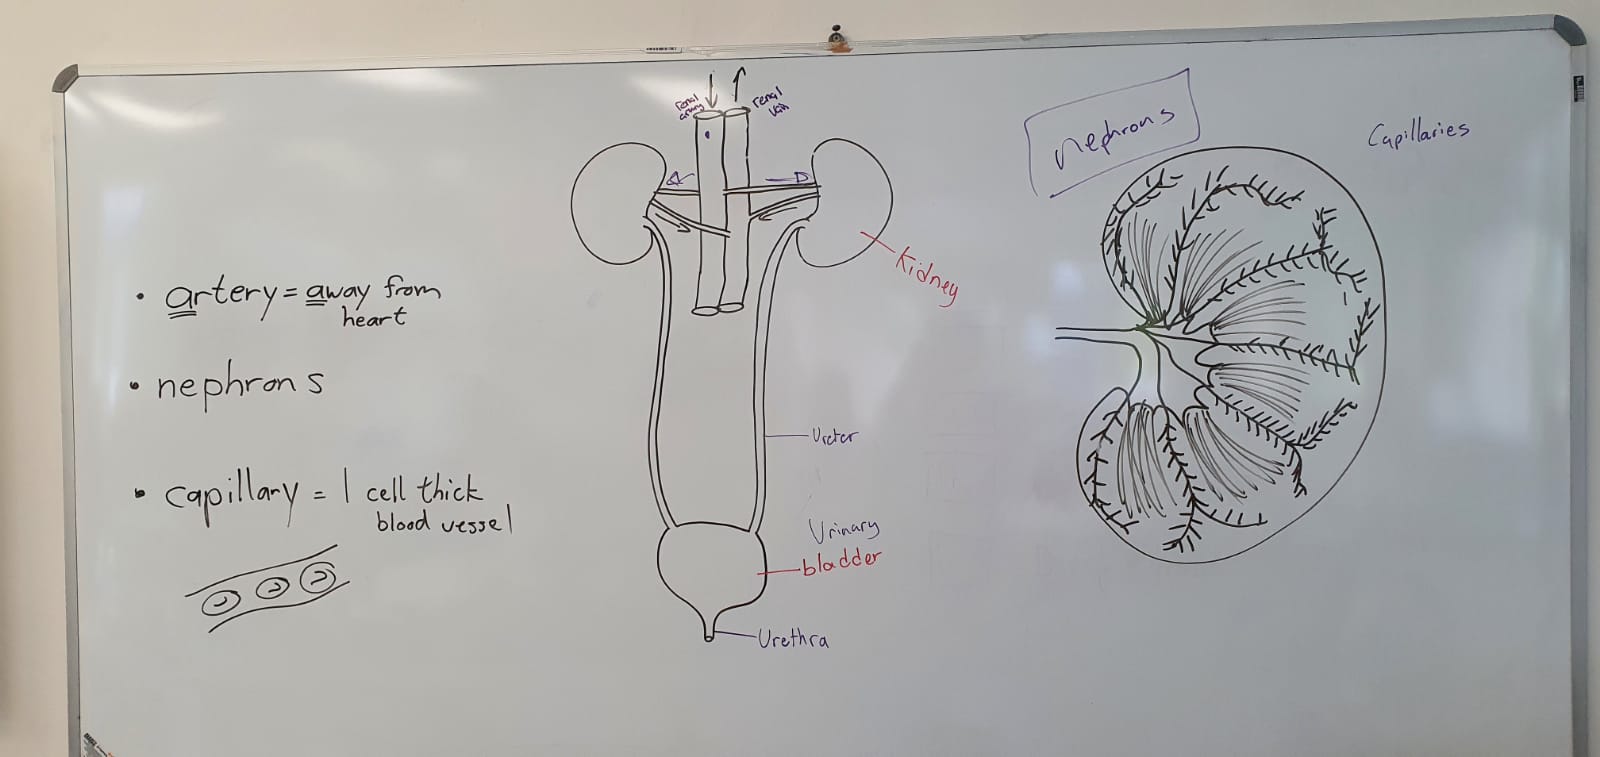 renal
artery
renal
vein
nephrons
Capillaries
Kidney
• artery = away from
heart
• nephrons
• capillary = 1 cell thick
blood vessel
Ureter
Urinary
bladder
Urethra